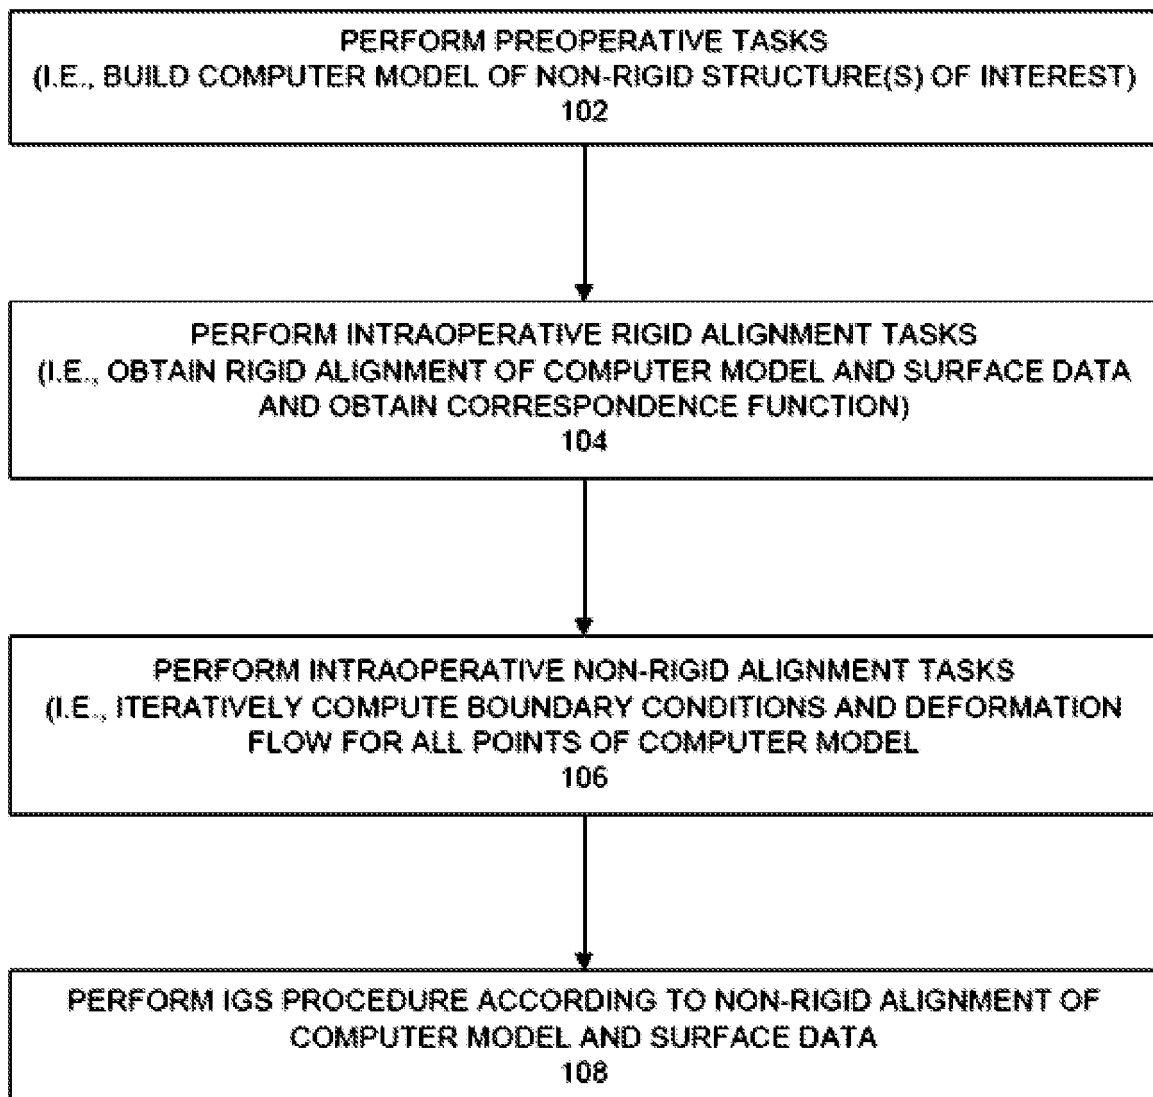 PERFORM PREOPERATIVE TASKS
(I.E., BUILD COMPUTER MODEL OF NON-RIGID STRUCTURE(S) OF INTEREST)
102
PERFORM INTRAOPERATIVE RIGID ALIGNMENT TASKS
(I.E., OBTAIN RIGID ALIGNMENT OF COMPUTER MODEL AND SURFACE DATA
AND OBTAIN CORRESPONDENCE FUNCTION)
104
PERFORM INTRAOPERATIVE NON-RIGID ALIGNMENT TASKS
(I.E., ITERATIVELY COMPUTE BOUNDARY CONDITIONS AND DEFORMATION
FLOW FOR ALL POINTS OF COMPUTER MODEL
106
PERFORM IGS PROCEDURE ACCORDING TO NON-RIGID ALIGNMENT OF
COMPUTER MODEL AND SURFACE DATA
108